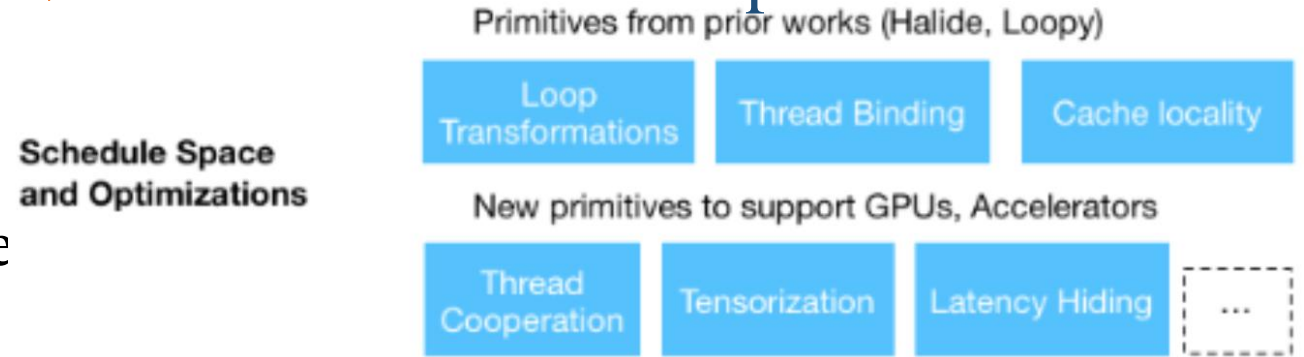 Primitives from prior works (Halide, Loopy)
Loop
Transformations
Thread Binding
Cache locality
Schedule Space
and Optimizations
New primitives to support GPUs, Accelerators
Thread
Cooperation
Tensorization
Latency Hiding
...